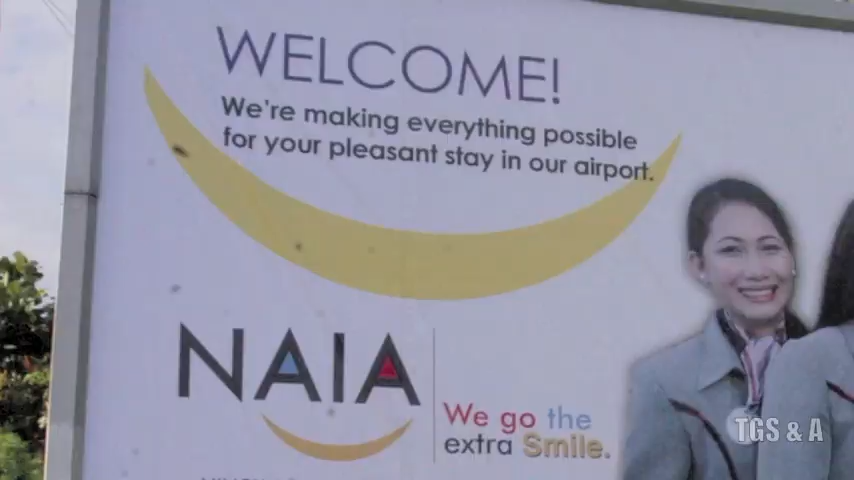 WELCOME!
We're making everything possible
for your pleasant stay in our airport.
NAIA
We go the
extra Smile.
TGS & A